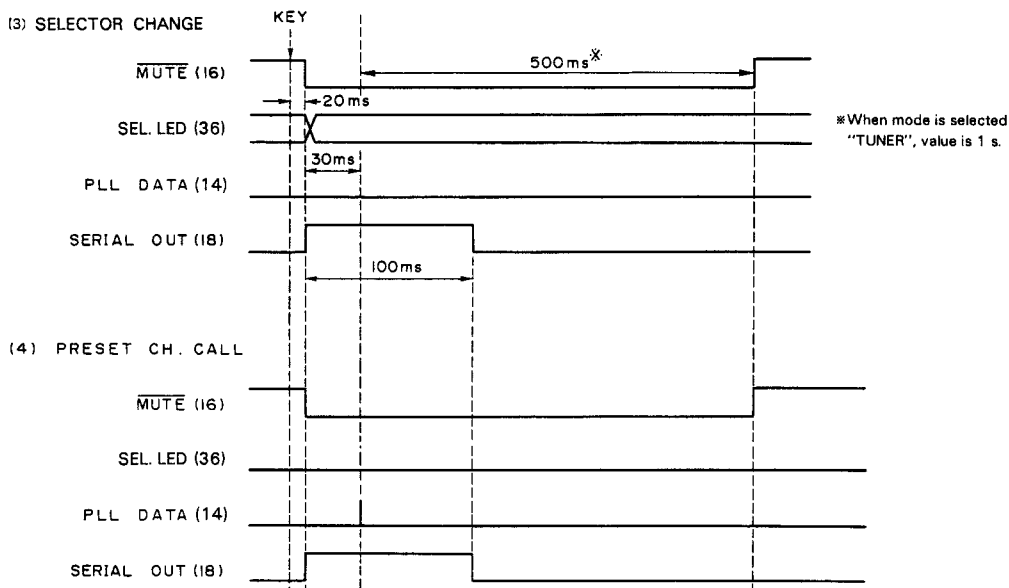 KEY
(3) SELECTOR CHANGE
MUTE (16)
500ms※
20ms
SEL. LED (36)
※When mode is selected
"TUNER", value is 1 s.
30ms
PLL DATA (14)
SERIAL OUT (18)
100ms
(4) PRESET CH. CALL
MUTE (16)
SEL. LED (36)
PLL DATA (14)
SERIAL OUT (18)